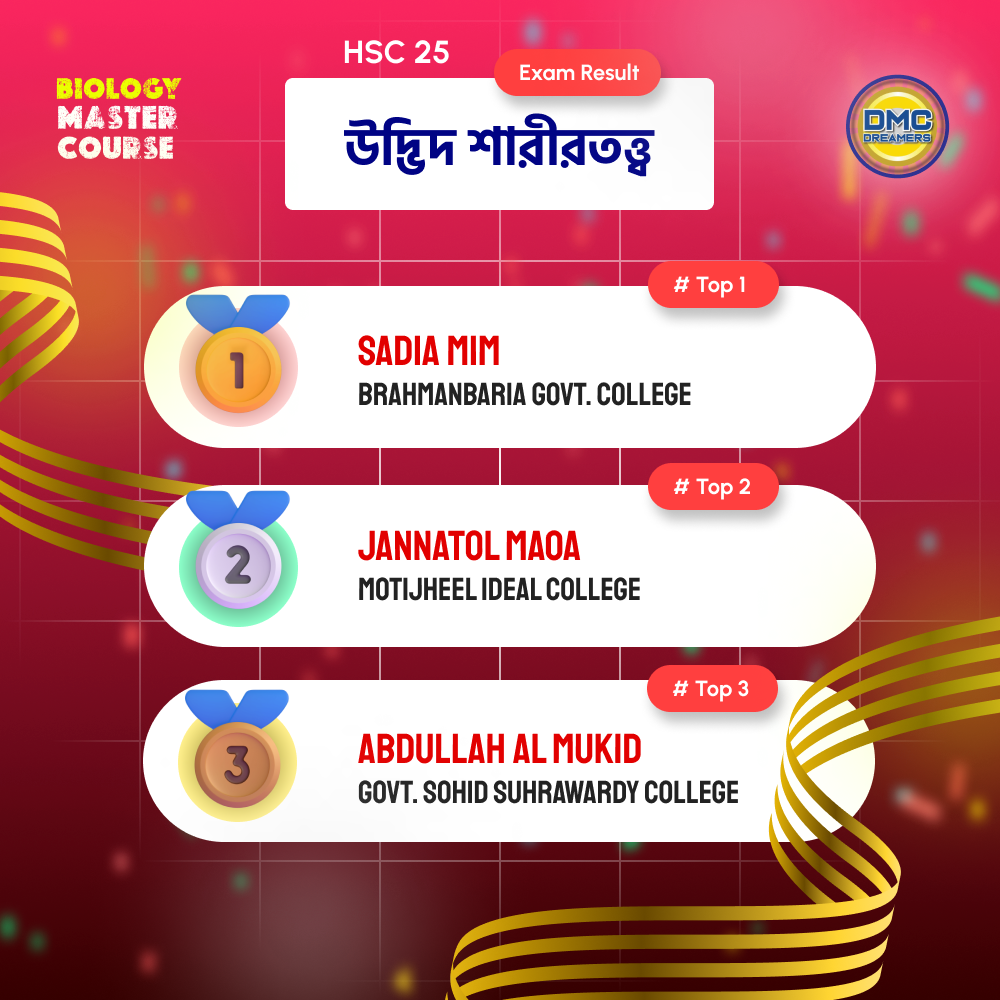 HSC 25
Exam Result
BIOLOGY
MASTER
COURSE
উদ্ভিদ শারীরতত্ত্ব
DMC
DREAMERS
# Top 1
1
SADIA MIM
BRAHMANBARIA GOVT. COLLEGE
# Top 2
2
JANNATOL MAOA
MOTIJHEEL IDEAL COLLEGE
# Top 3
3
ABDULLAH AL MUKID
GOVT. SOHID SUHRAWARDY COLLEGE